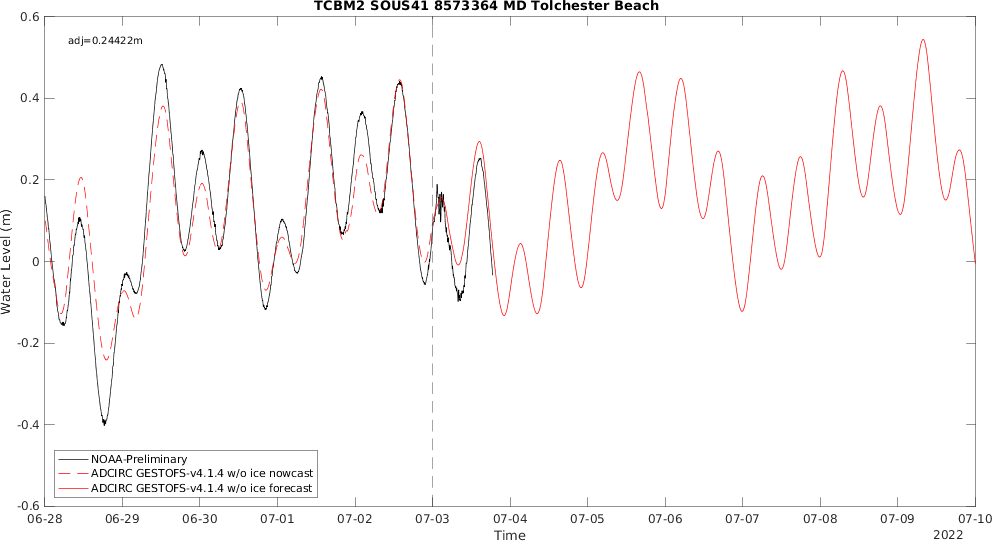 TCBM2 SOUS41 8573364 MD Tolchester Beach
adj=0.24422m
0.6
0.4
0.2
0
-0.2
-0.4
-0.6
Water Level (m)
NOAA-Preliminary
ADCIRC GESTOFS-v4.1.4 w/o ice nowcast
ADCIRC GESTOFS-v4.1.4 w/o ice forecast
06-28 06-29 06-30 07-01 07-02 07-03 07-04 07-05 07-06 07-07 07-08 07-09 07-10
Time
2022